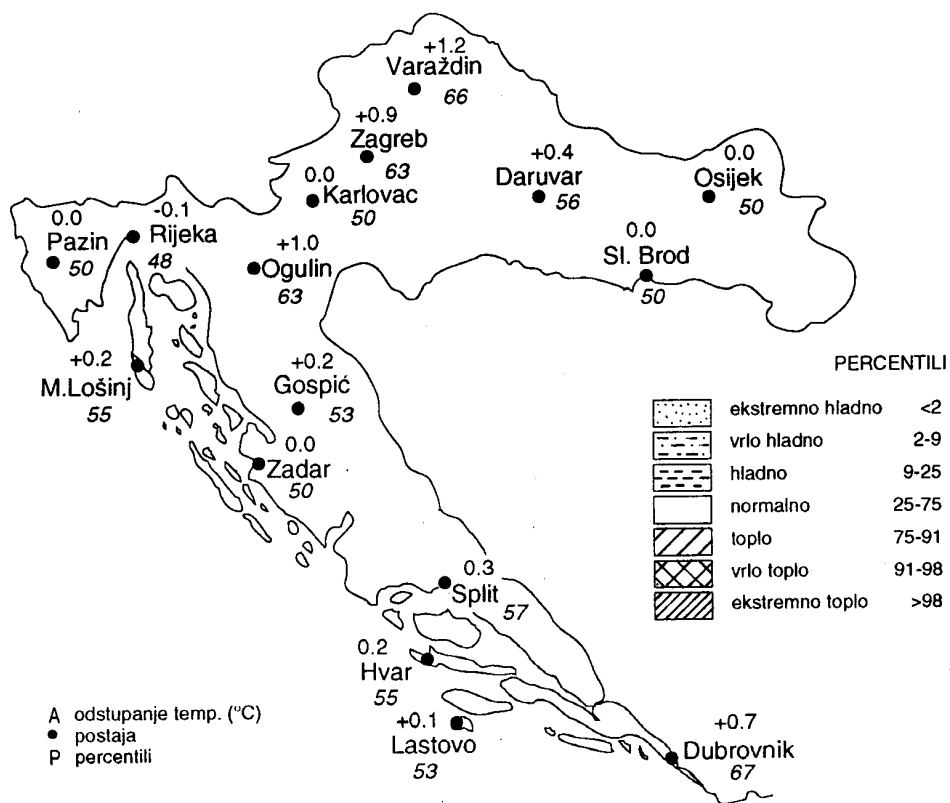 +1.2
Varaždin
66
+0.9
Zagreb
63
0.0
Karlovac
50
+0.4
Daruvar
56
0.0
Osijek
50
0.0
Pazin
50
-0.1
Rijeka
48
+1.0
Ogulin
63
0.0
Sl. Brod
50
+0.2
M.Lošinj
55
+0.2
Gospić
53
0.0
Zadar
50
0.3
Split
57
0.2
Hvar
55
+0.1
Lastovo
53
+0.7
Dubrovnik
67
PERCENTILI
ekstremno hladno <2
vrlo hladno 2-9
hladno 9-25
normalno 25-75
toplo 75-91
vrlo toplo 91-98
ekstremno toplo >98
A odstupanje temp. (°C)
● postaja
P percentili